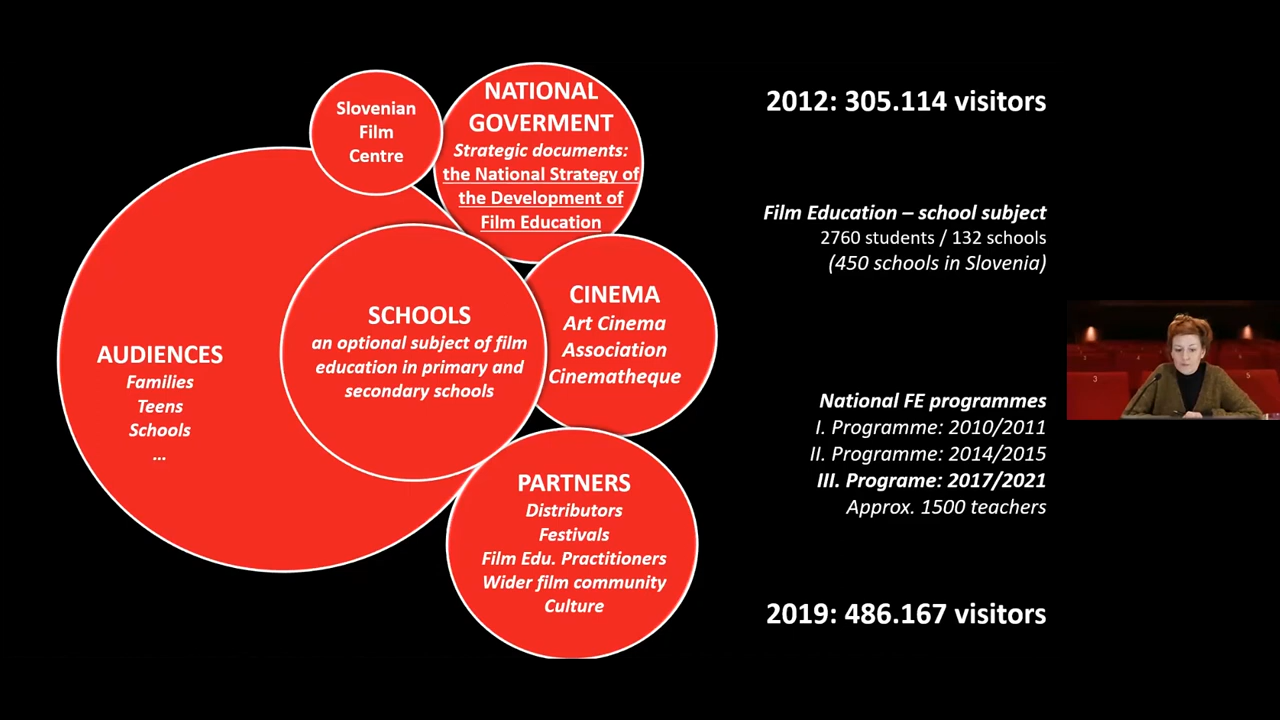 Slovenian
Film
Centre
NATIONAL
GOVERMENT
Strategic documents:
the National Strategy of
the Development of
Film Education
SCHOOLS
an optional subject of film
education in primary and
secondary schools
CINEMA
Art Cinema
Association
Cinematheque
AUDIENCES
Families
Teens
Schools
...
PARTNERS
Distributors
Festivals
Film Edu. Practitioners
Wider film community
Culture
2012: 305.114 visitors
Film Education – school subject
2760 students / 132 schools
(450 schools in Slovenia)
National FE programmes
I. Programme: 2010/2011
II. Programme: 2014/2015
III. Programe: 2017/2021
Approx. 1500 teachers
2019: 486.167 visitors
3
5